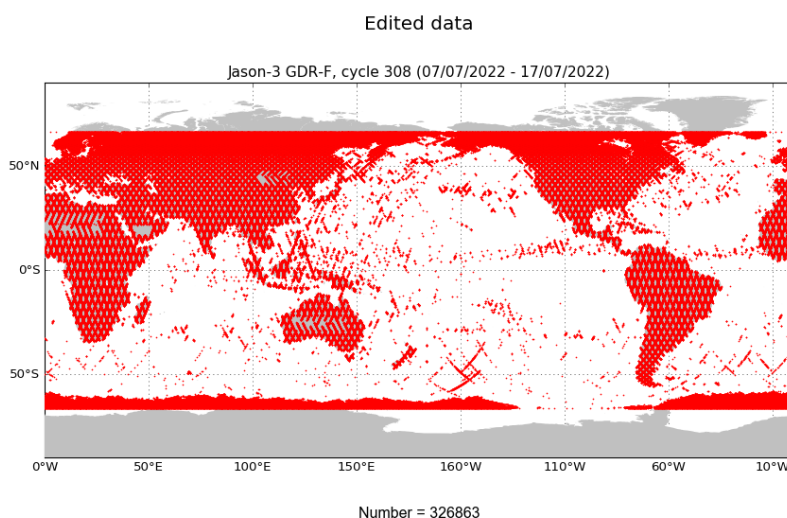 Edited data
Jason-3 GDR-F, cycle 308 (07/07/2022 - 17/07/2022)
50°N
0°S
50°S
0°W 50°E 100°E 150°E 160°W 110°W 60°W 10°W
Number = 326863